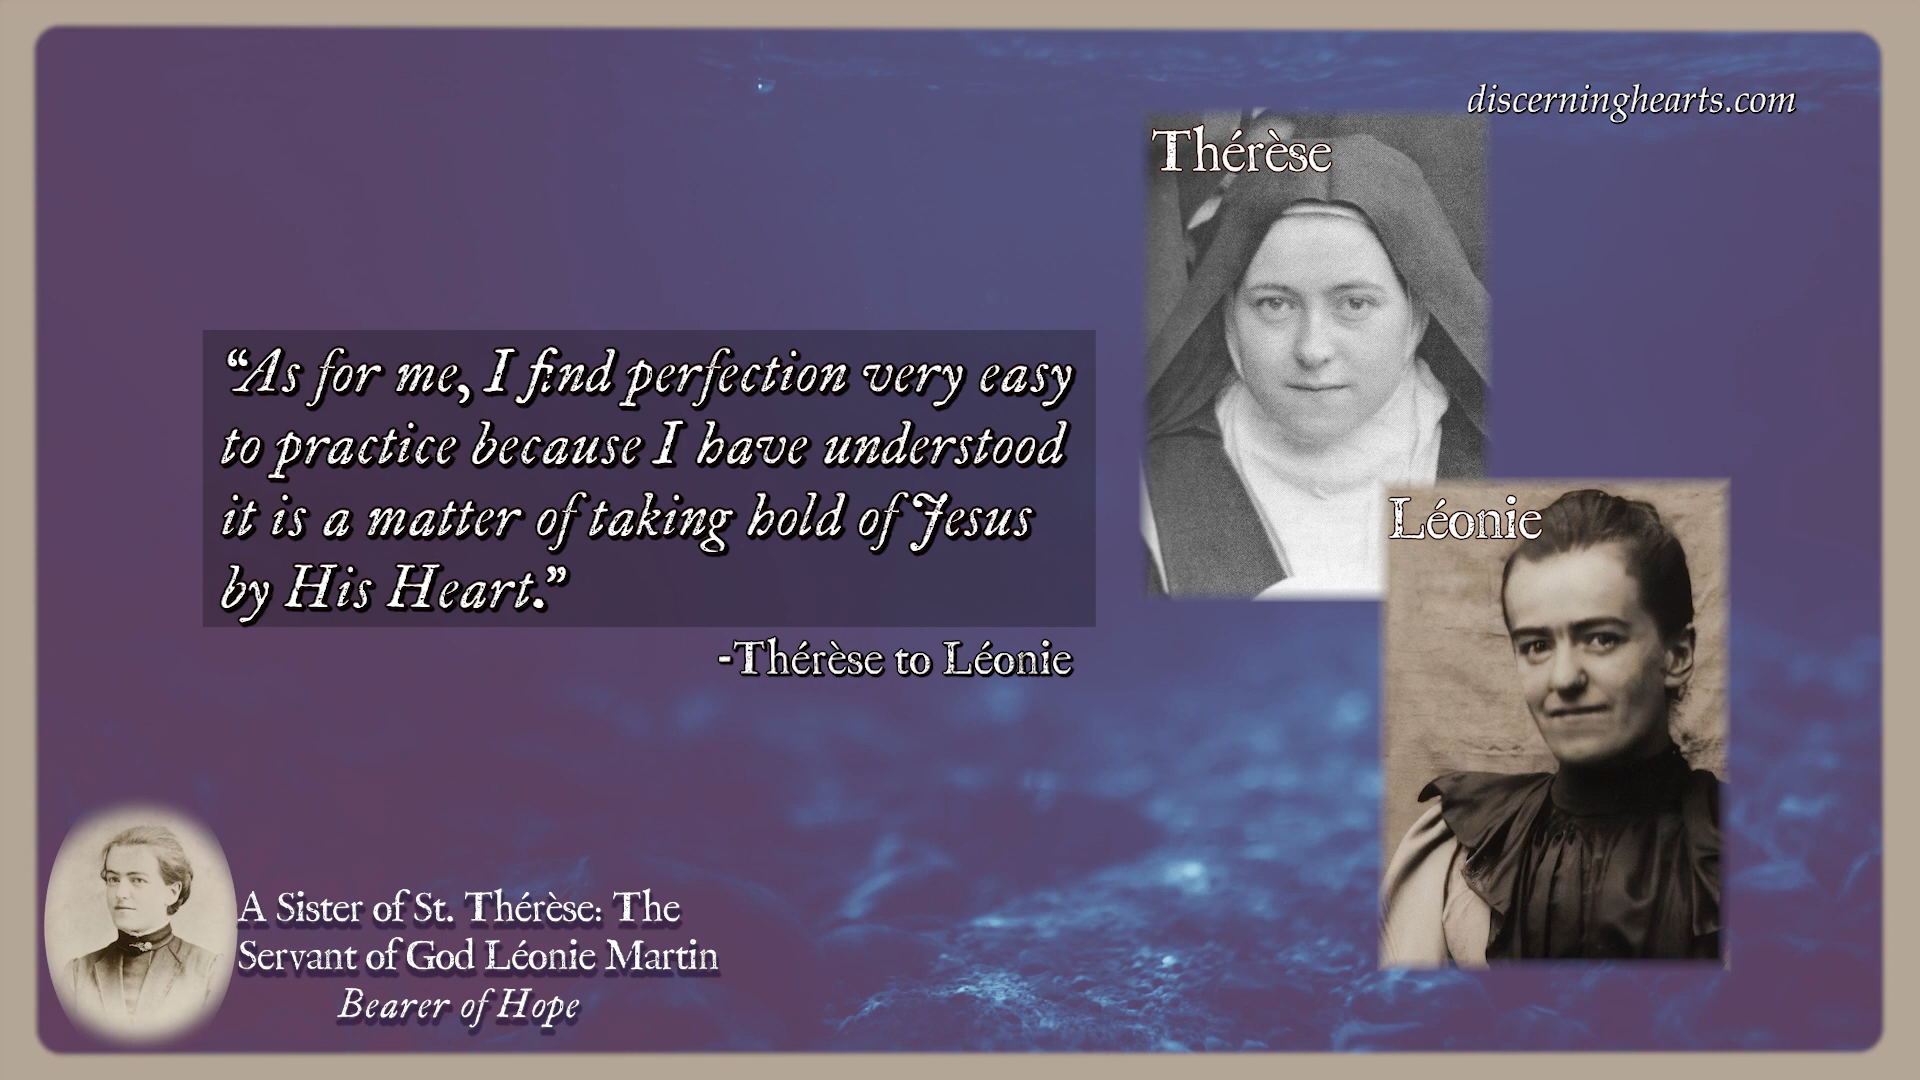 discerninghearts.com
Thérèse
“As for me, I find perfection very easy
to practice because I have understood
it is a matter of taking hold of Jesus
by His Heart.”
-Thérèse to Léonie
Léonie
A Sister of St. Thérèse: The
Servant of God Léonie Martin
Bearer of Hope